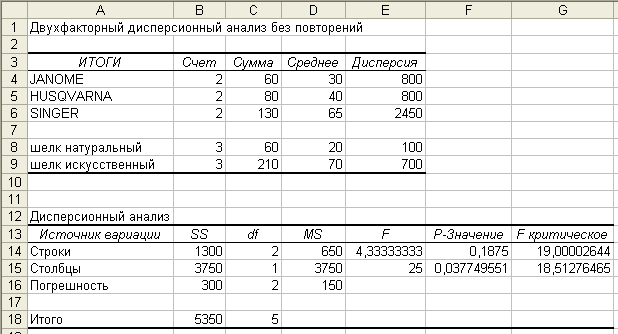 A B C D E F G
1 Двухфакторный дисперсионный анализ без повторений
2
3 ИТОГИ Счет Сумма Среднее Дисперсия
4 JANOME 2 60 30 800
5 HUSQVARNA 2 80 40 800
6 SINGER 2 130 65 2450
7
8 шелк натуральный 3 60 20 100
9 шелк искусственный 3 210 70 700
10
11
12 Дисперсионный анализ
13 Источник вариации SS df MS F P-Значение F критическое
14 Строки 1300 2 650 4,33333333 0,1875 19,00002644
15 Столбцы 3750 1 3750 25 0,037749551 18,51276465
16 Погрешность 300 2 150
17
18 Итого 5350 5